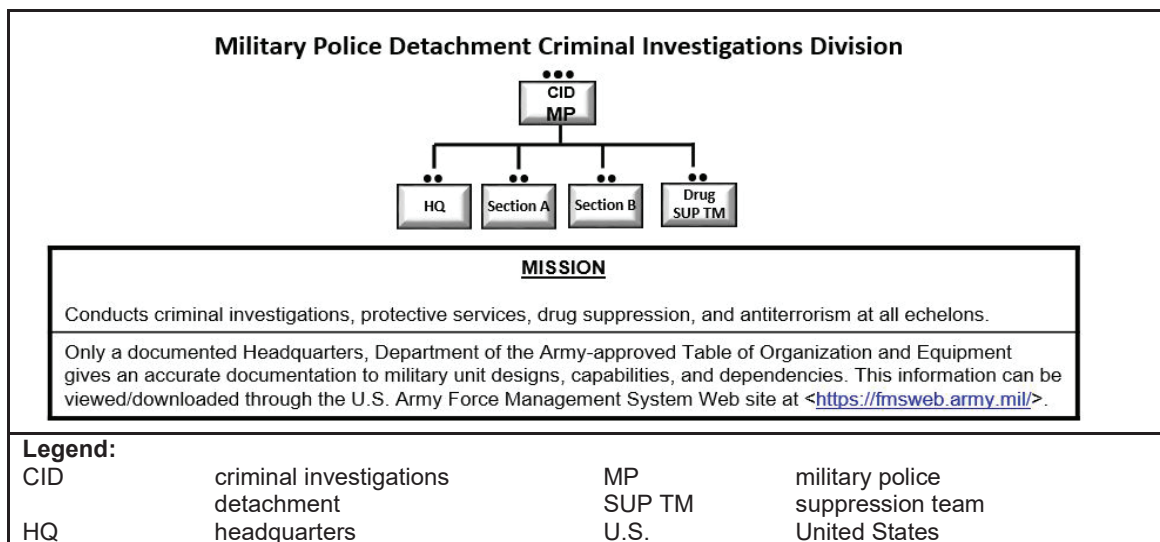 Military Police Detachment Criminal Investigations Division
CID
MP
HQ
Section A
Section B
Drug
SUP TM
MISSION
Conducts criminal investigations, protective services, drug suppression, and antiterrorism at all echelons.
Only a documented Headquarters, Department of the Army-approved Table of Organization and Equipment
gives an accurate documentation to military unit designs, capabilities, and dependencies. This information can be
viewed/downloaded through the U.S. Army Force Management System Web site at <https://fmsweb.army.mil/>.
Legend:
CID criminal investigations MP military police
detachment SUP TM suppression team
HQ headquarters U.S. United States